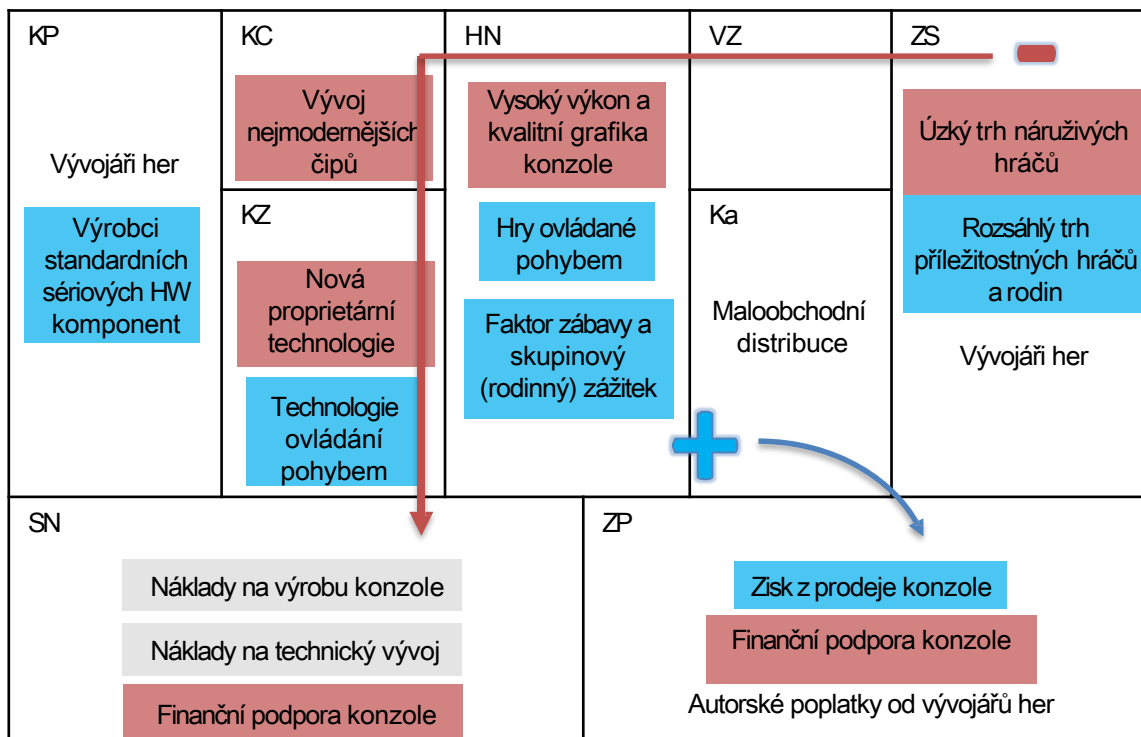 KP
Vývojáři her
Výrobci
standardních
sériových HW
komponent
KC
Vývoj
nejmodernějších
čipů
KZ
Nová
proprietární
technologie
Technologie
ovládání
pohybem
HN
Vysoký výkon a
kvalitní grafika
konzole
Hry ovládané
pohybem
Faktor zábavy a
skupinový
(rodinný) zážitek
VZ
Ka
Maloobchodní
distribuce
ZS
Úzký trh náruživých
hráčů
Rozsáhlý trh
příležitostných hráčů
a rodin
Vývojáři her
SN
Náklady na výrobu konzole
Náklady na technický vývoj
Finanční podpora konzole
ZP
Zisk z prodeje konzole
Finanční podpora konzole
Autorské poplatky od vývojářů her